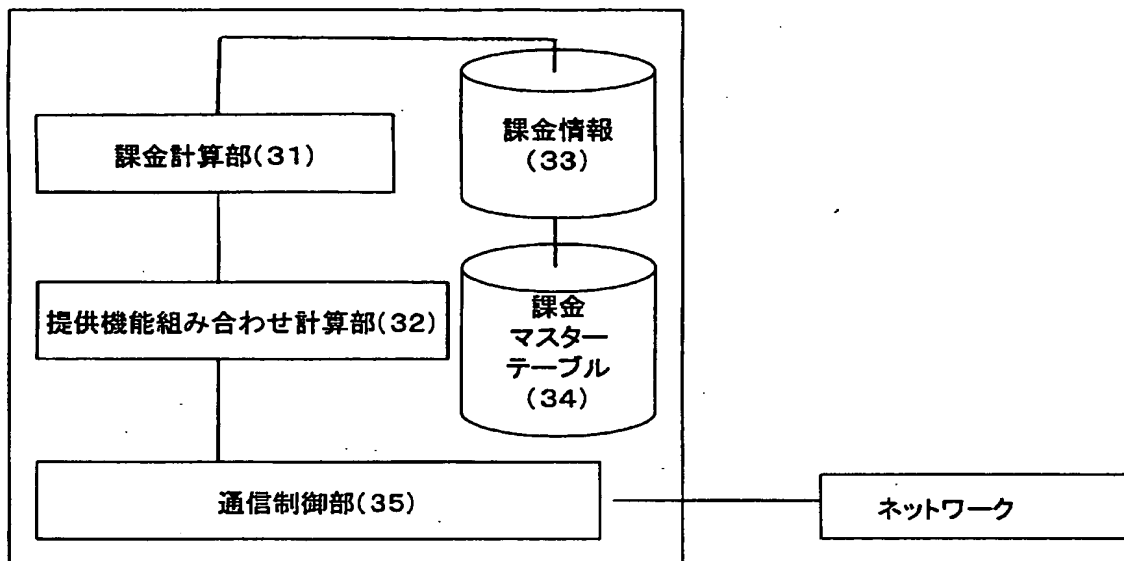 課金計算部(31)
課金情報
(33)
提供機能組み合わせ計算部(32)
課金
マスター
テーブル
(34)
通信制御部(35)
ネットワーク